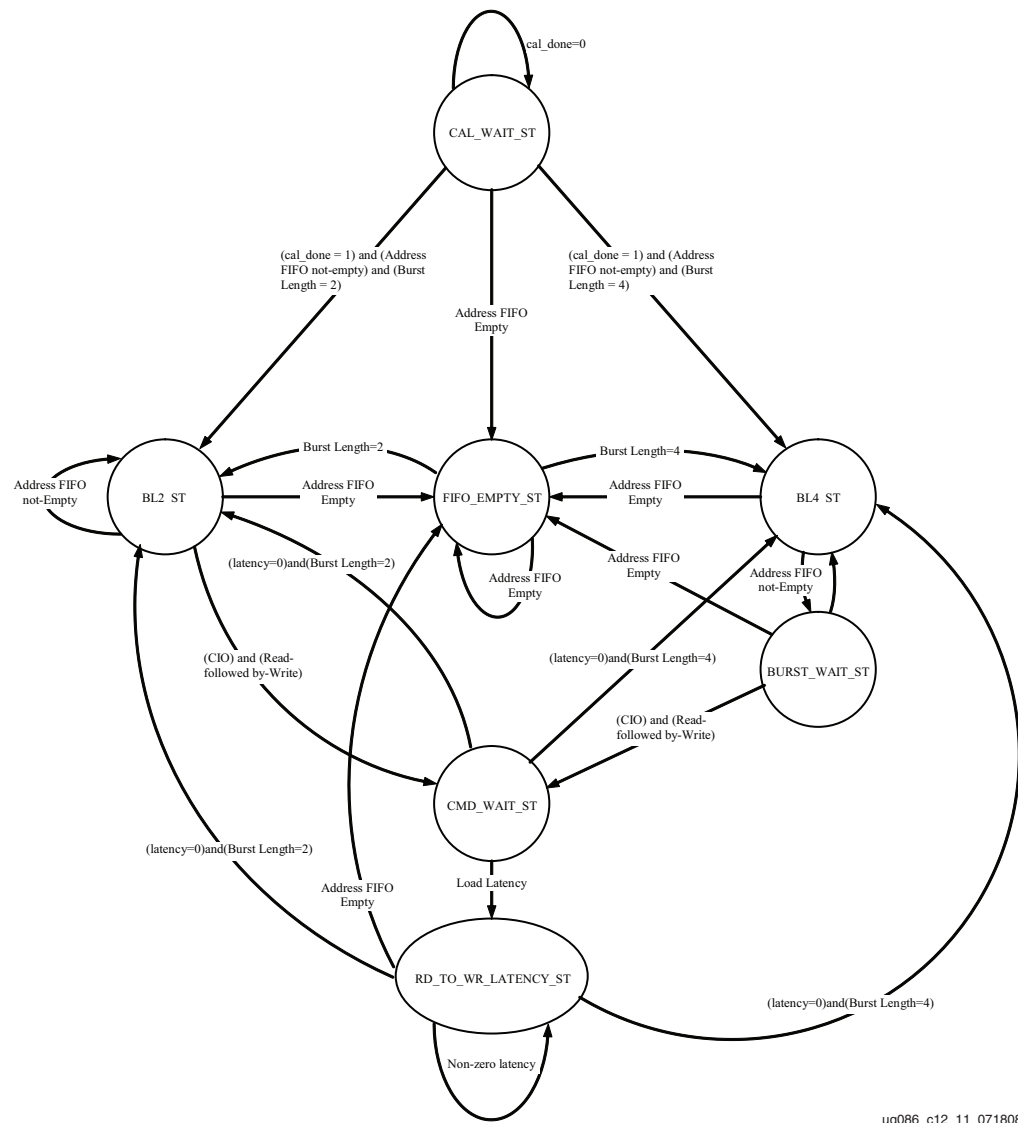 cal_done=0
CAL_WAIT_ST
(cal_done = 1) and (Address
FIFO not-empty) and (Burst
Length = 2)
(cal_done = 1) and (Address
FIFO not-empty) and (Burst
Length = 4)
Address FIFO
Empty
Burst Length=2
Burst Length=4
Address FIFO
not-Empty
BL2_ST
Address FIFO
Empty
FIFO_EMPTY_ST
Address FIFO
Empty
BL4_ST
(latency=0)and(Burst Length=2)
Address FIFO
Empty
Address FIFO
Empty
Address FIFO
not-Empty
(CIO) and (Read-
followed by-Write)
(latency=0)and(Burst Length=4)
BURST_WAIT_ST
(CIO) and (Read-
followed by-Write)
CMD_WAIT_ST
(latency=0)and(Burst Length=2)
Address FIFO
Empty
Load Latency
RD_TO_WR_LATENCY_ST
(latency=0)and(Burst Length=4)
Non-zero latency
ug086_c12_11_071808